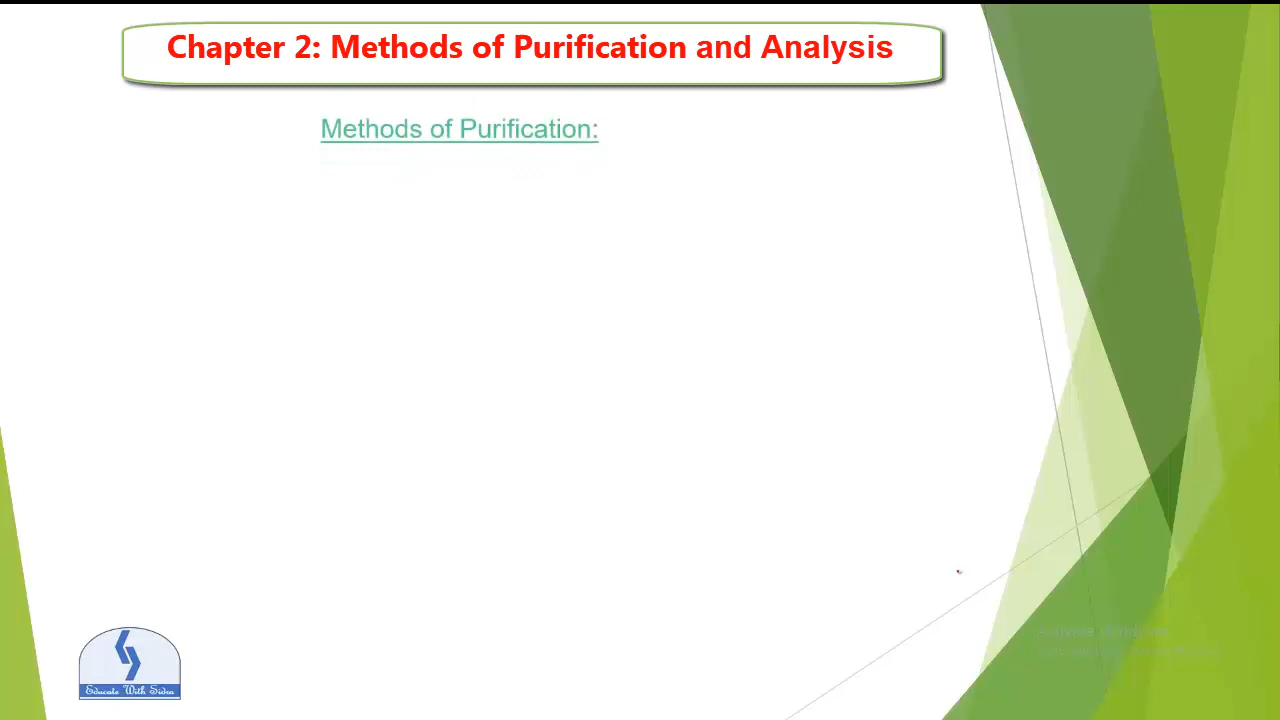 Chapter 2: Methods of Purification and Analysis
Methods of Purification:
Educate With Sidra